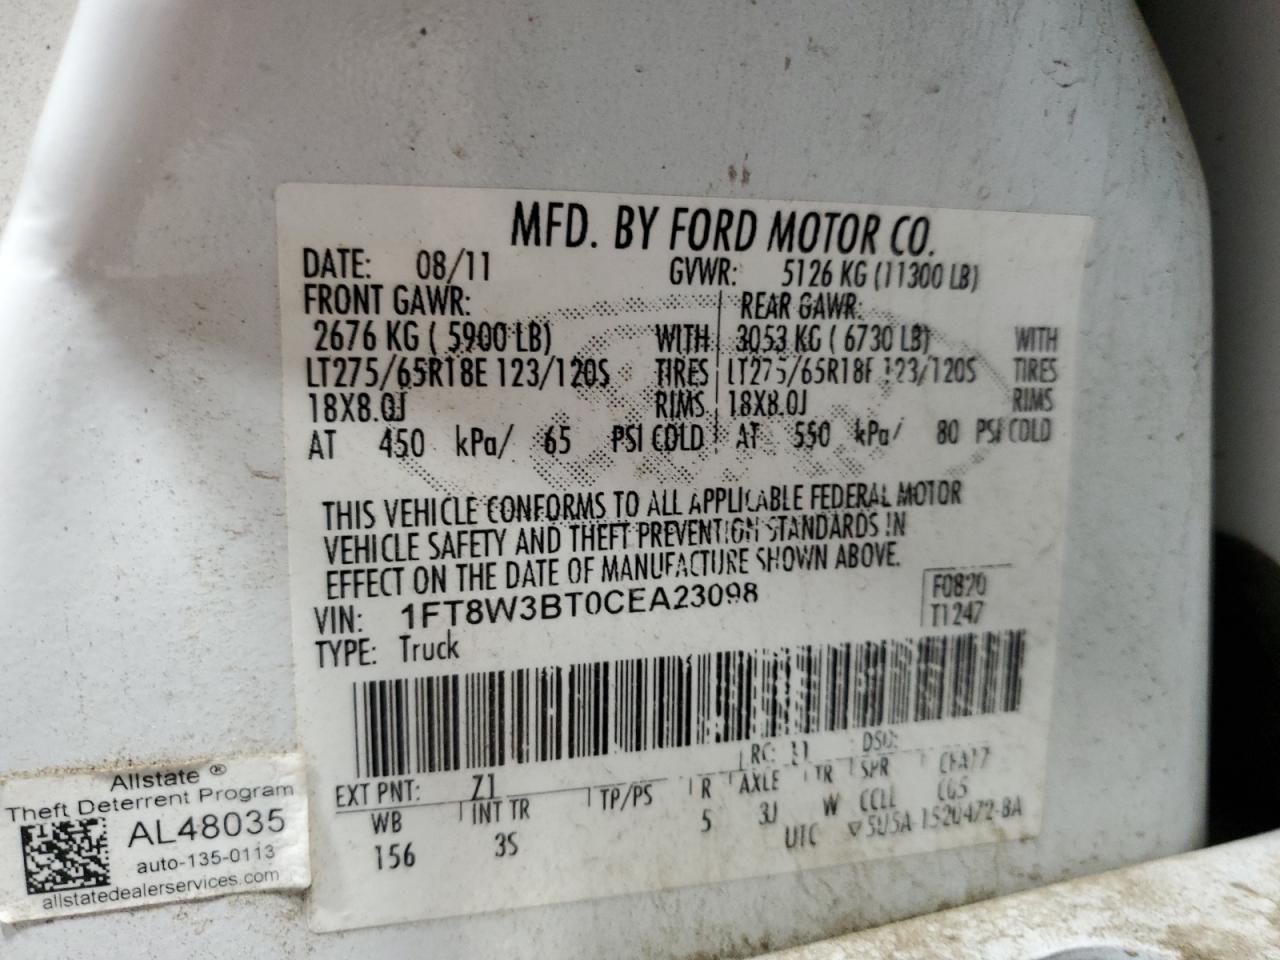 MFD. BY FORD MOTOR CO.
DATE: 08/11 GVWR: 5126 KG (11300 LB)
FRONT GAWR: REAR GAWR:
2676 KG ( 5900 LB) WITH 3053 KG ( 6730 LB) WITH
LT275/65R18E 123/120S TIRES LT275/65R18E 123/120S TIRES
18X8.0J RIMS 18X8.0J RIMS
AT 450 kPa/ 65 PSI COLD AT 550 kPa/ 80 PSI COLD
THIS VEHICLE CONFORMS TO ALL APPLICABLE FEDERAL MOTOR
VEHICLE SAFETY AND THEFT PREVENTION STANDARDS IN
EFFECT ON THE DATE OF MANUFACTURE SHOWN ABOVE.
VIN: 1FT8W3BT0CEA23098 F0820
TYPE: Truck T1247
RC: 11 DSO:
EXT PNT: Z1
WB INT TR TP/PS R AXLE TR SPR
156 3S 5 3J W
UTC
Allstate ®
Theft Deterrent Program
AL48035
auto-135-0113
allstatedealerservices.com